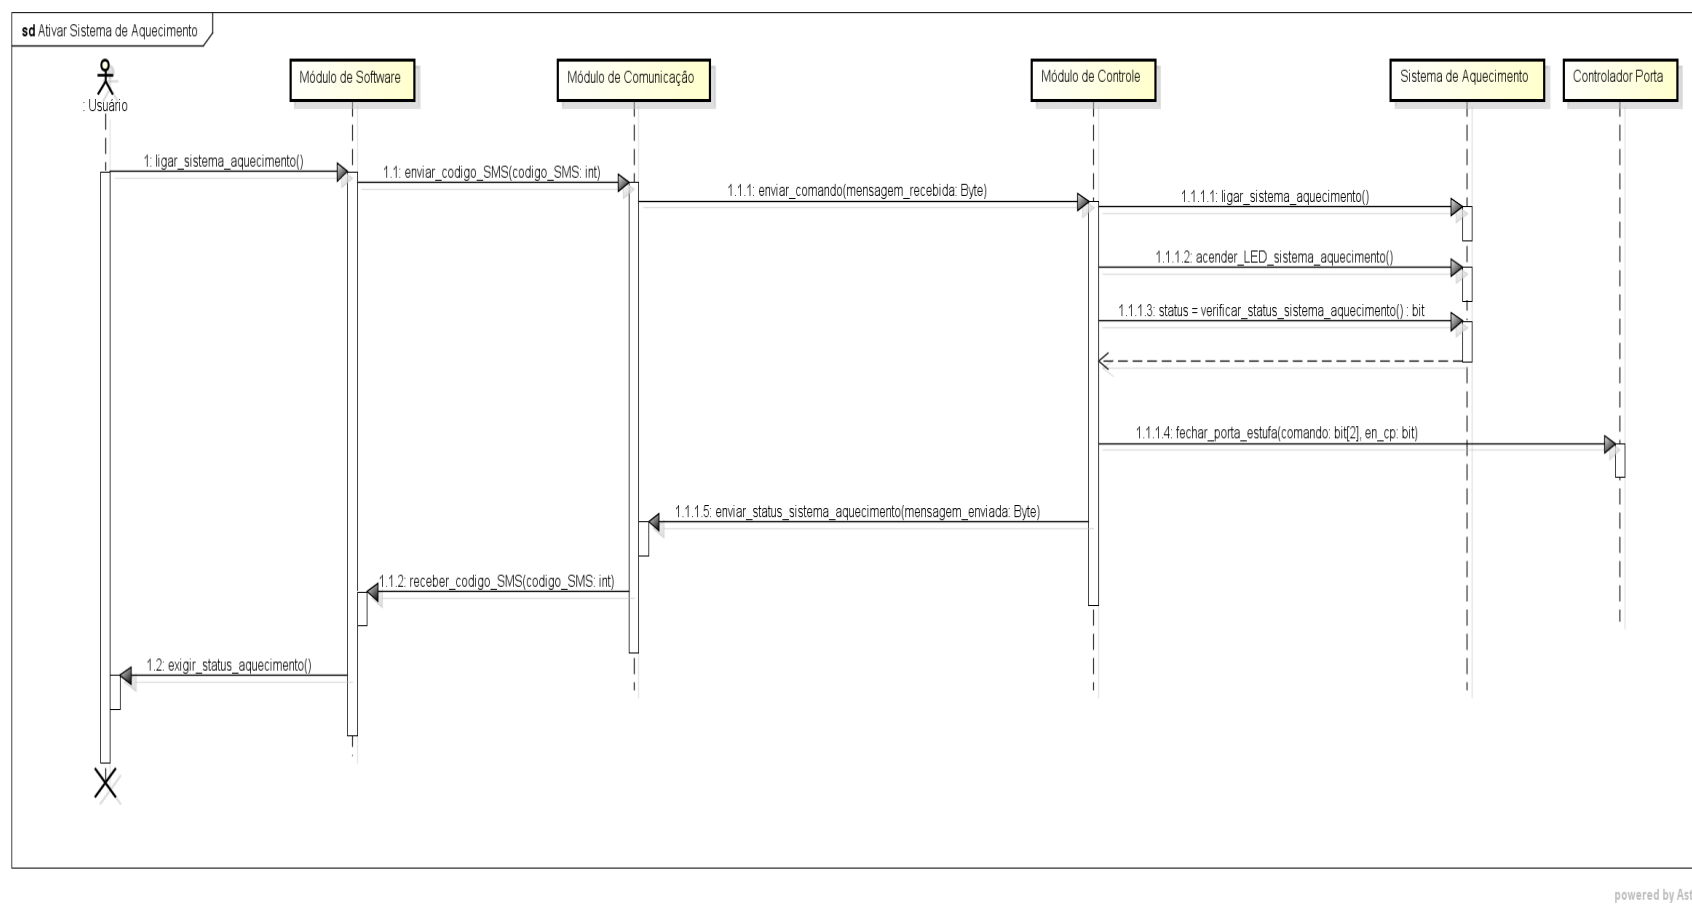 sd Ativar Sistema de Aquecimento
: Usuário
Módulo de Software
Módulo de Comunicação
Módulo de Controle
Sistema de Aquecimento
Controlador Porta
1: ligar_sistema_aquecimento()
1.1: enviar_codigo_SMS(codigo_SMS: int)
1.1.1: enviar_comando(mensagem_recebida: Byte)
1.1.1.1: ligar_sistema_aquecimento()
1.1.1.2: acender_LED_sistema_aquecimento()
1.1.1.3: status = verificar_status_sistema_aquecimento() : bit
1.1.1.4: fechar_porta_estufa(comando: bit[2], en_cp: bit)
1.1.1.5: enviar_status_sistema_aquecimento(mensagem_enviada: Byte)
1.1.2: receber_codigo_SMS(codigo_SMS: int)
1.2: exigir_status_aquecimento()
powered by Ast